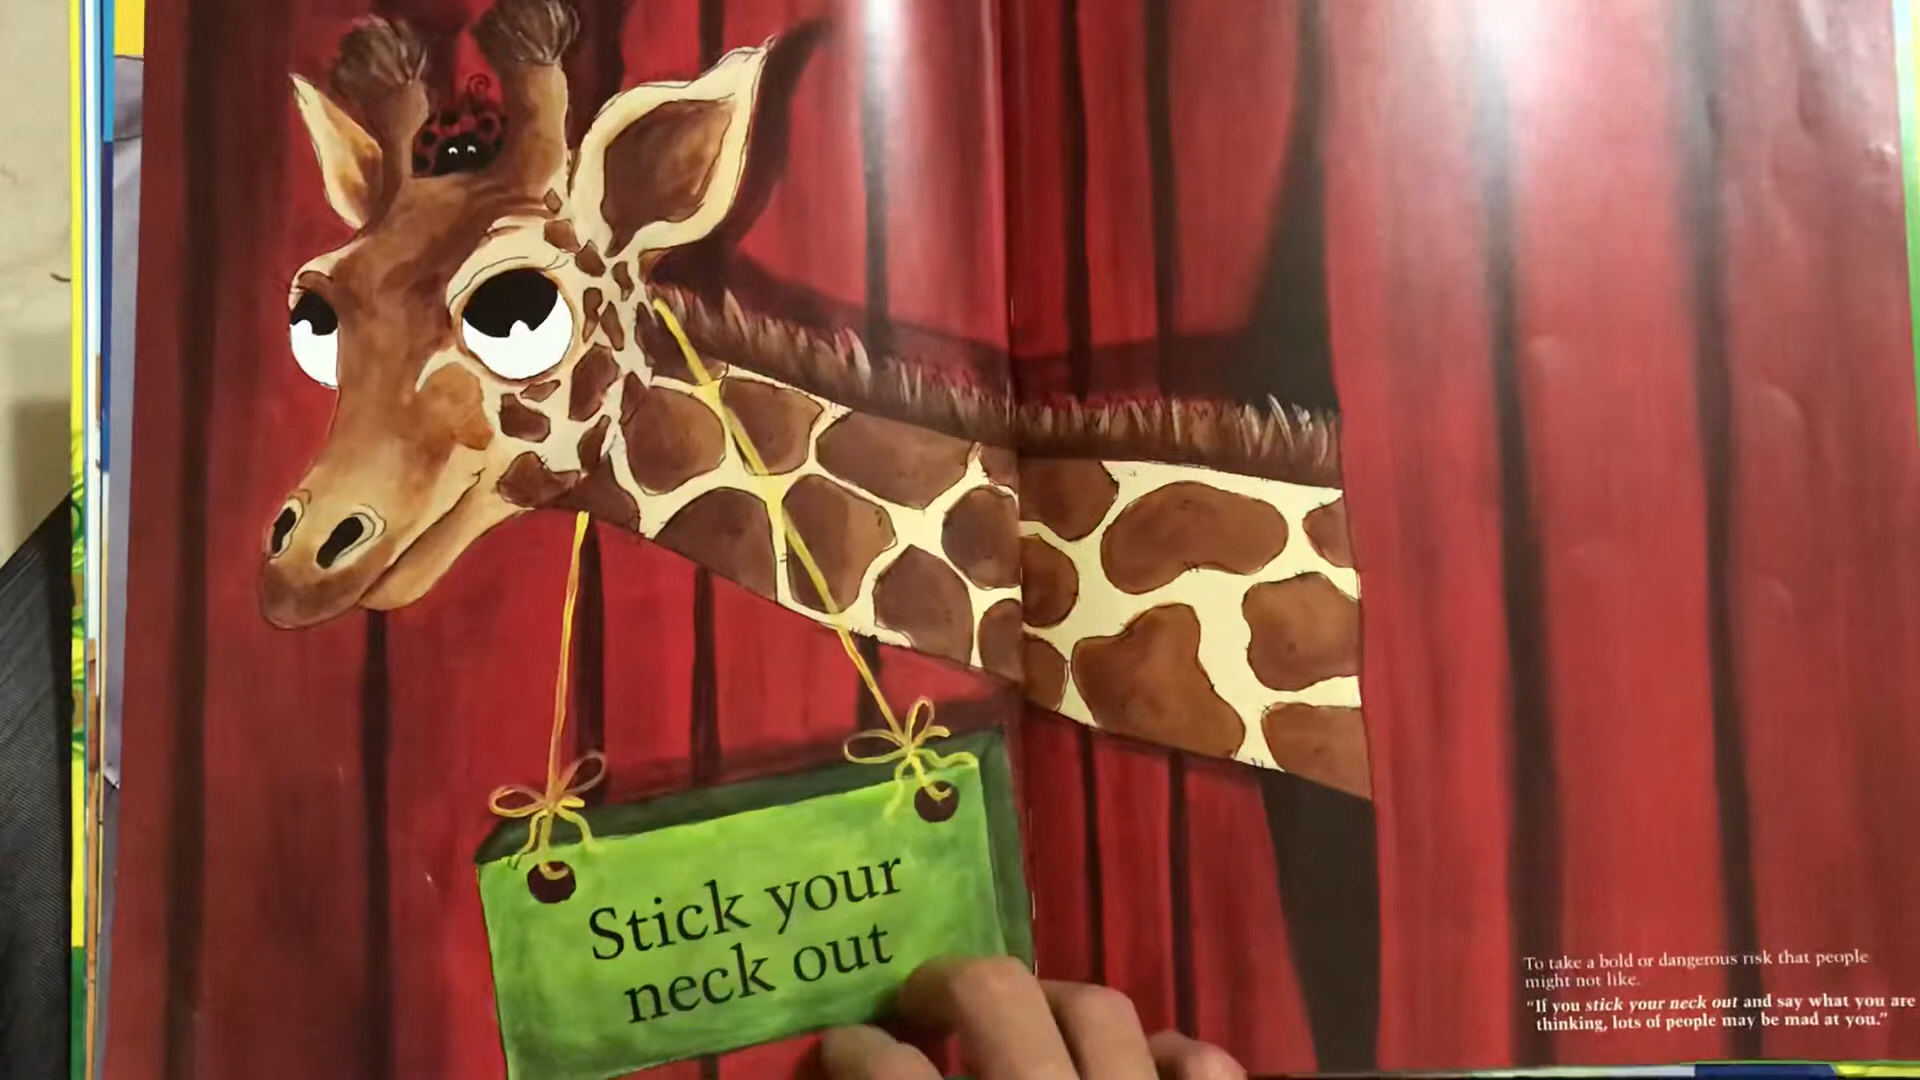 Stick your
neck out
To take a bold or dangerous risk that people
might not like.
"If you stick your neck out and say what you are
thinking, lots of people may be mad at you."